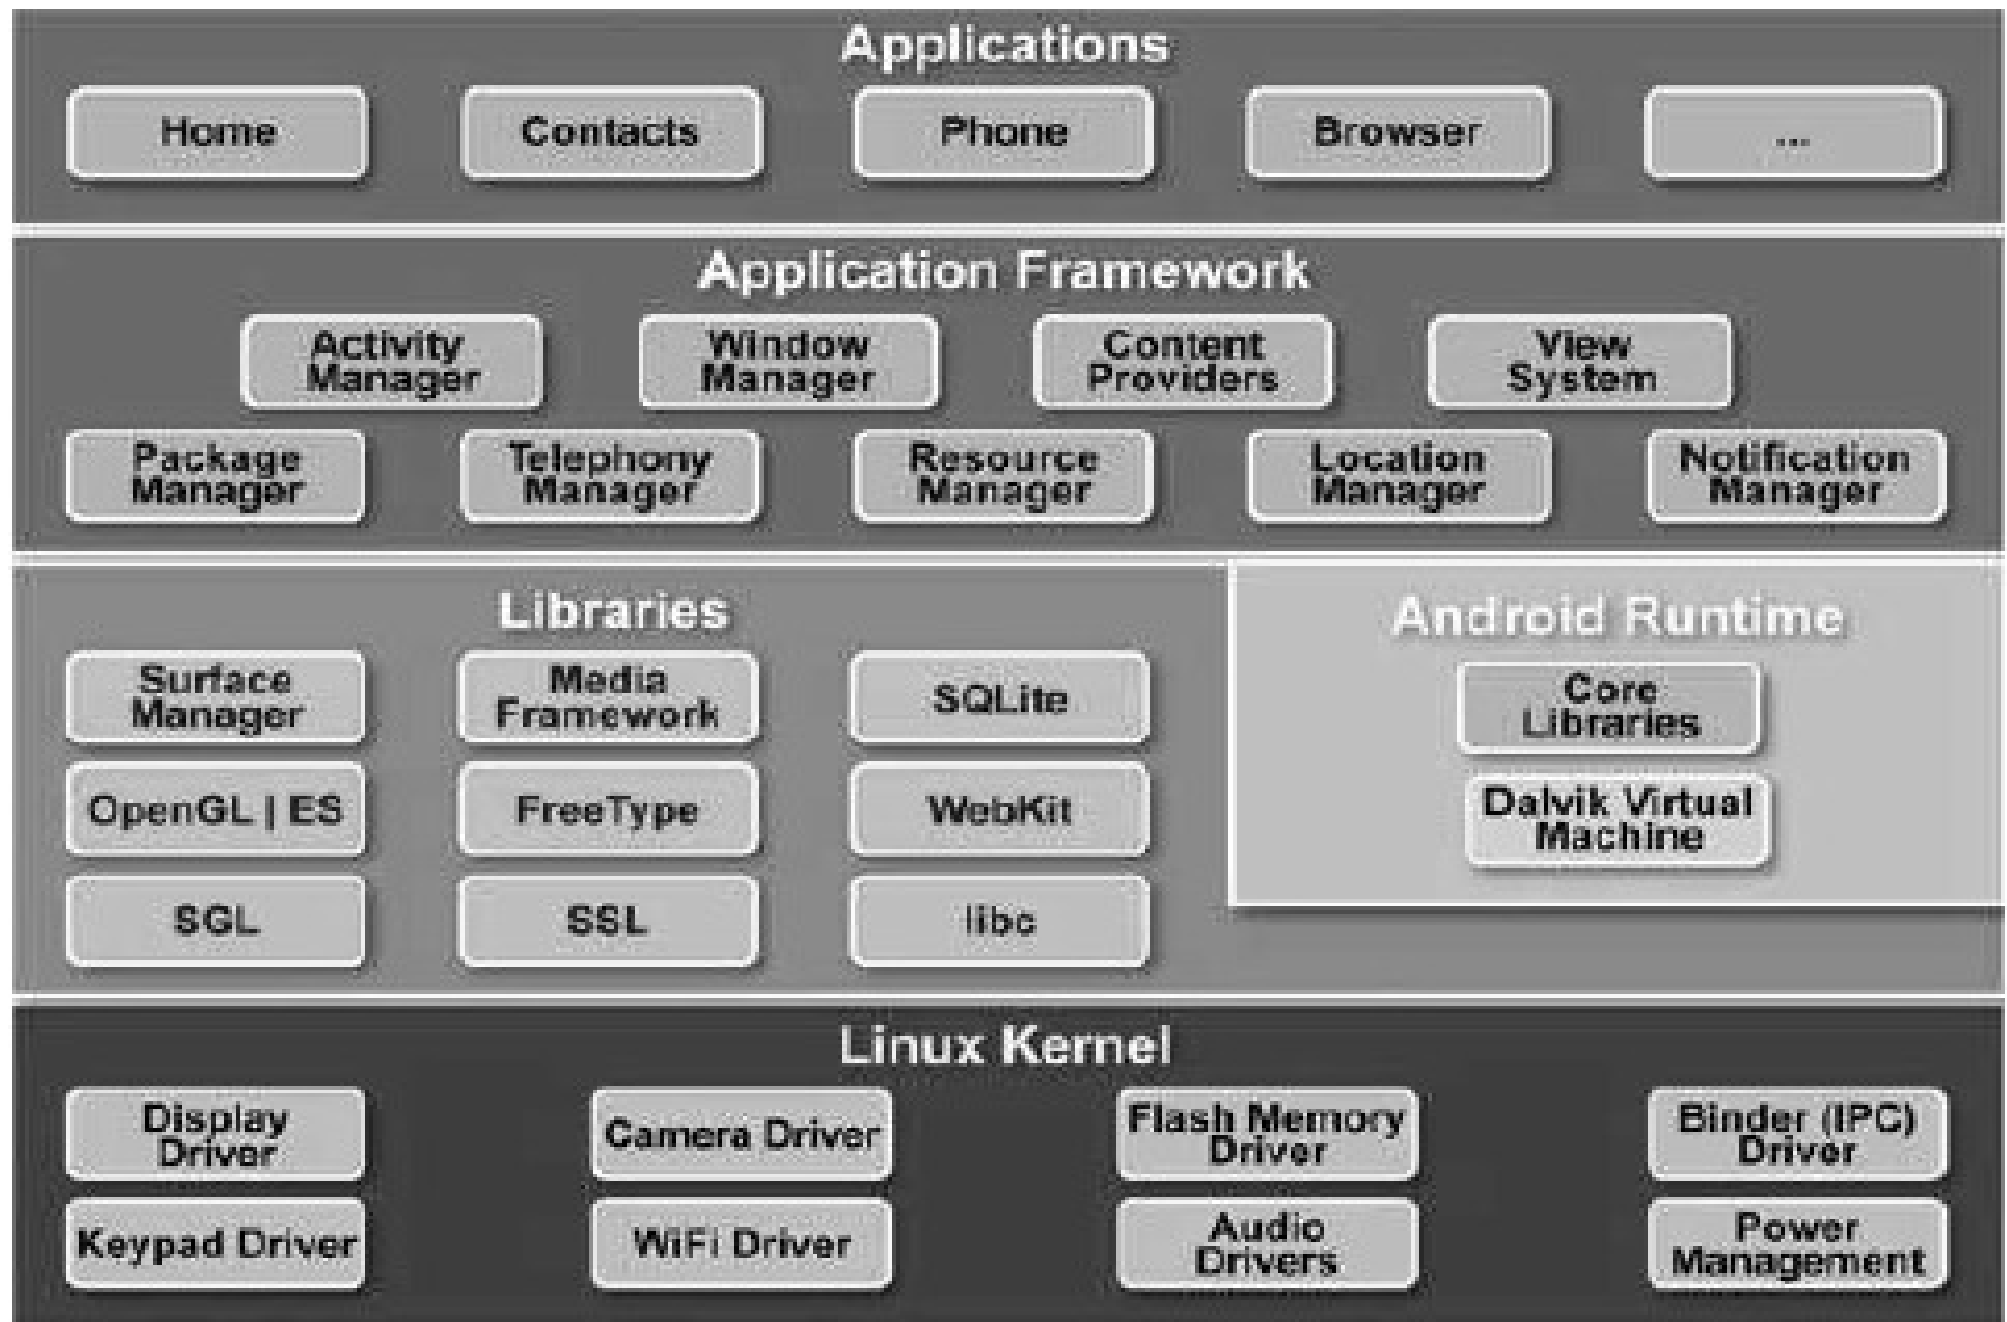 Applications
Home
Contacts
Phone
Browser
...
Application Framework
Activity
Manager
Window
Manager
Content
Providers
View
System
Package
Manager
Telephony
Manager
Resource
Manager
Location
Manager
Notification
Manager
Libraries
Surface
Manager
Media
Framework
SQLite
OpenGL | ES
FreeType
WebKit
SGL
SSL
libc
Android Runtime
Core
Libraries
Dalvik Virtual
Machine
Linux Kernel
Display
Driver
Camera Driver
Flash Memory
Driver
Binder (IPC)
Driver
Keypad Driver
WiFi Driver
Audio
Drivers
Power
Management